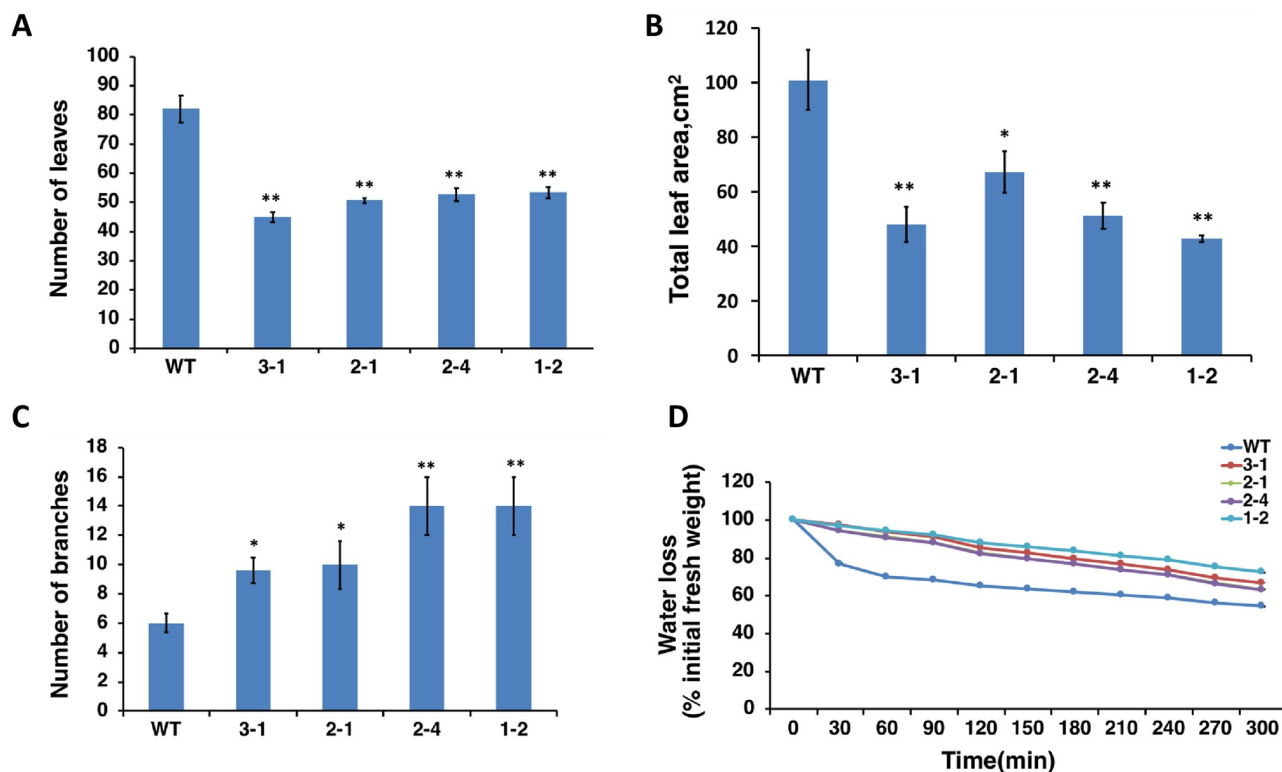 A
Number of leaves
100
90
80
70
60
50
40
30
20
10
0
** ** ** **
WT 3-1 2-1 2-4 1-2
B
Total leaf area,cm²
120
100
80
60
40
20
0
** * ** **
WT 3-1 2-1 2-4 1-2
C
Number of branches
18
16
14
12
10
8
6
4
2
0
* * ** **
WT 3-1 2-1 2-4 1-2
D
Water loss
(% initial fresh weight)
120
100
80
60
40
20
0
WT
3-1
2-1
2-4
1-2
0 30 60 90 120 150 180 210 240 270 300
Time(min)